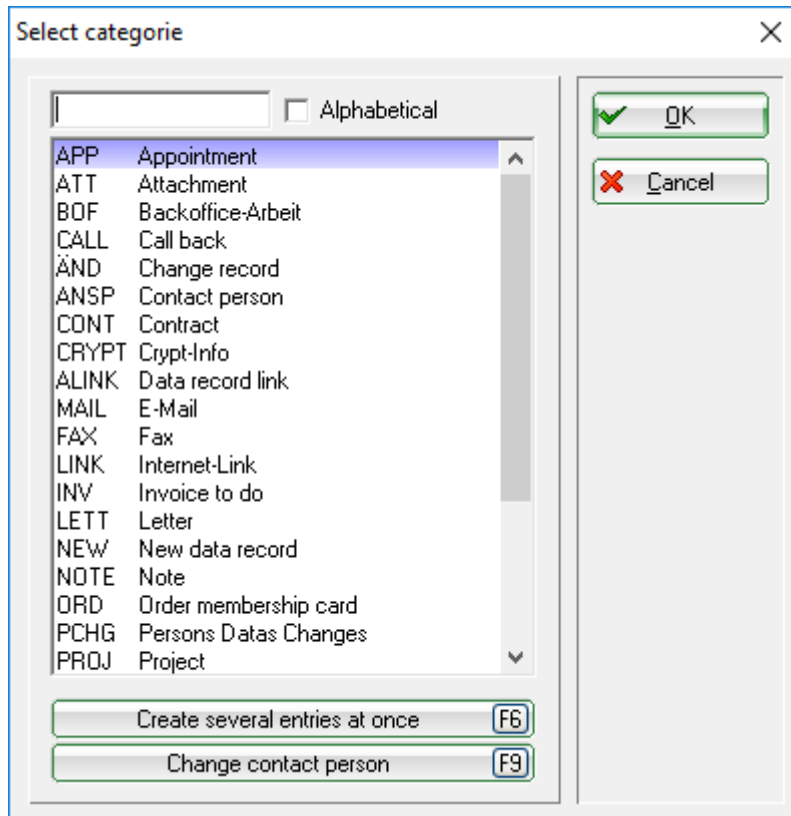 Select categorie
Alphabetical
OK
Cancel
APP Appointment
ATT Attachment
BOF Backoffice-Arbeit
CALL Call back
ÄND Change record
ANSP Contact person
CONT Contract
CRYPT Crypt-Info
ALINK Data record link
MAIL E-Mail
FAX Fax
LINK Internet-Link
INV Invoice to do
LETT Letter
NEW New data record
NOTE Note
ORD Order membership card
PCHG Persons Datas Changes
PROJ Project
Create several entries at once F6
Change contact person F9